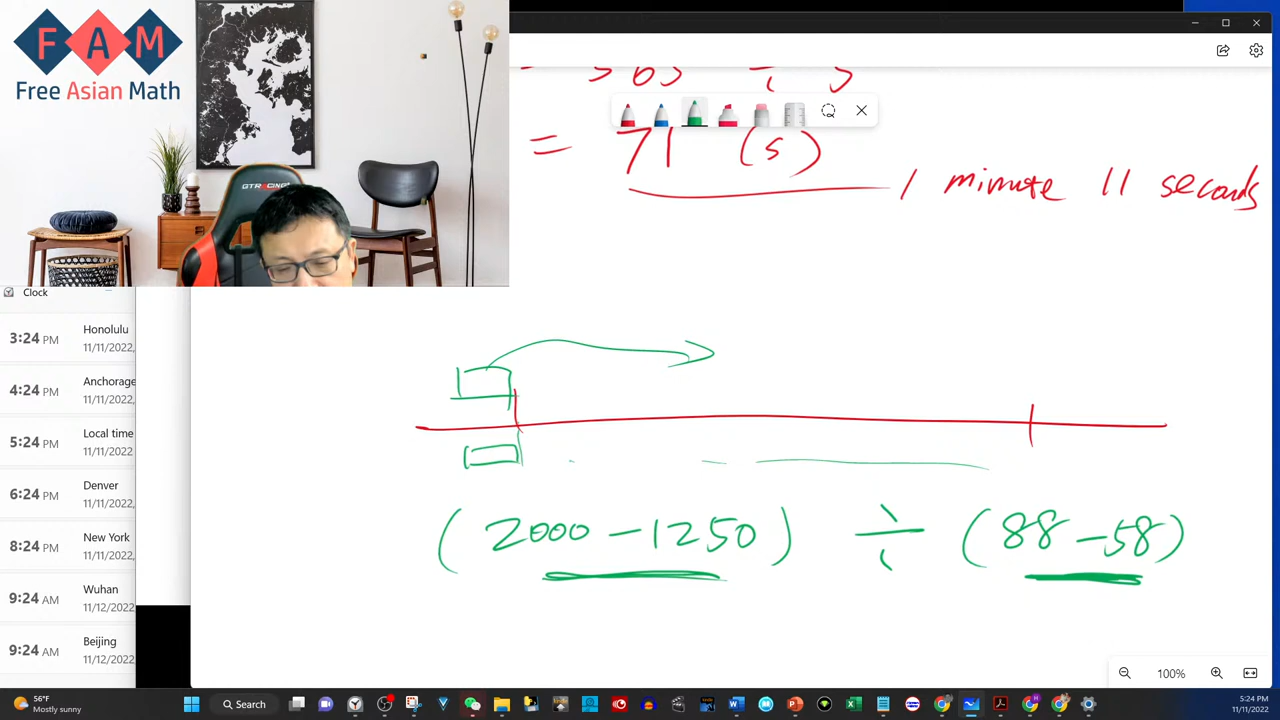 FAM
Free Asian Math
GTRACING
= 71 (s)
1 minute 11 seconds
Clock
3:24 PM Honolulu
11/11/2022,
4:24 PM Anchorage
11/11/2022,
5:24 PM Local time
11/11/2022,
6:24 PM Denver
11/11/2022,
8:24 PM New York
11/11/2022,
9:24 AM Wuhan
11/12/2022,
9:24 AM Beijing
11/12/2022,
(2000 - 1250) ÷ (88 - 58)
100%
56°F
Mostly sunny
Search
5:24 PM
11/11/2022